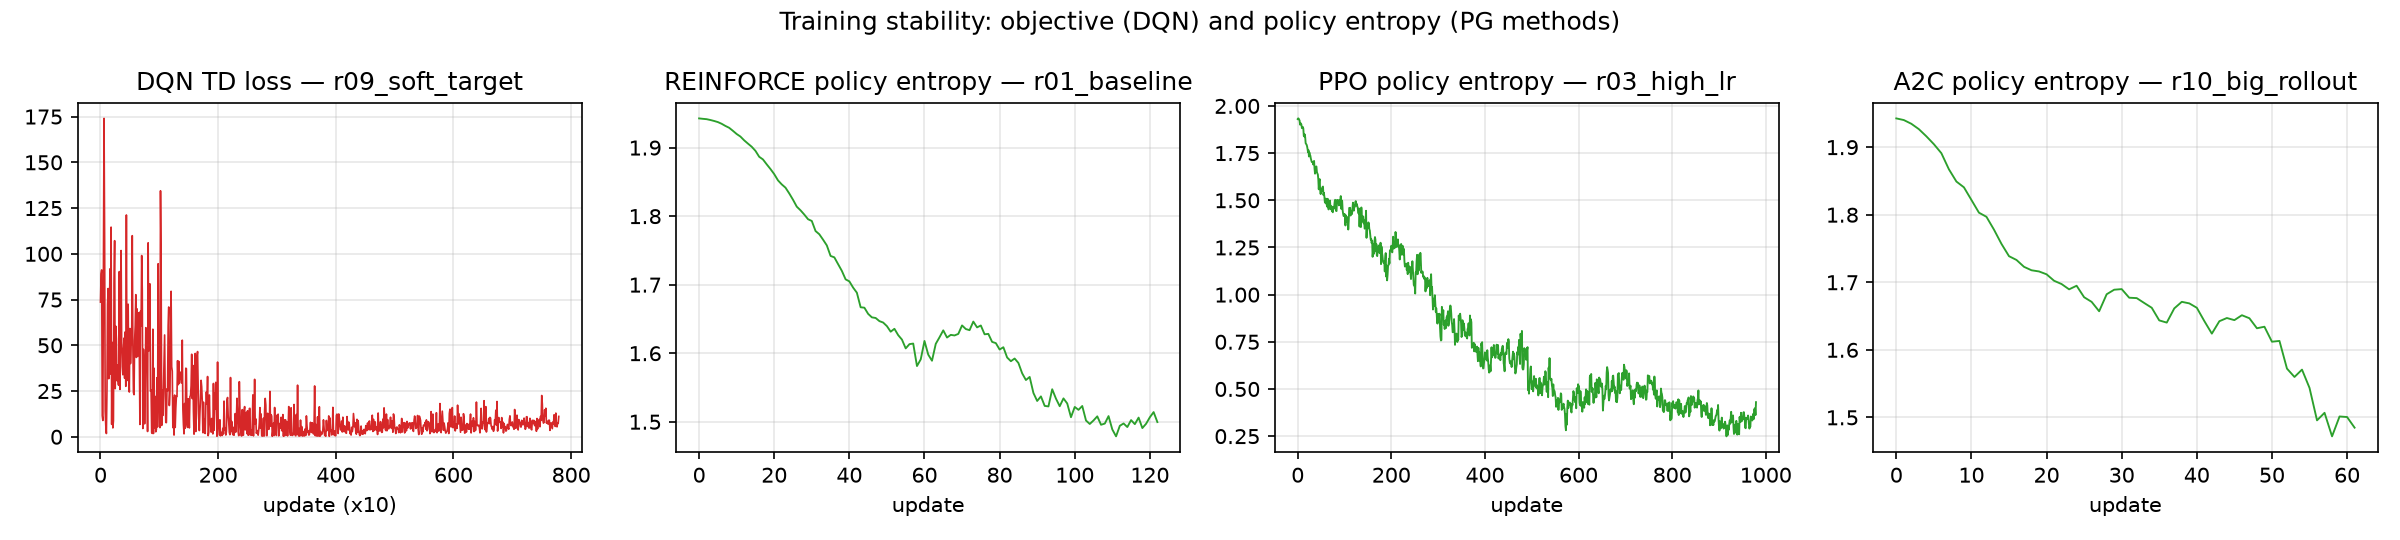 Training stability: objective (DQN) and policy entropy (PG methods)
DQN TD loss — r09_soft_target
175
150
125
100
75
50
25
0
0 200 400 600 800
update (x10)
REINFORCE policy entropy — r01_baseline
1.9
1.8
1.7
1.6
1.5
0 20 40 60 80 100 120
update
PPO policy entropy — r03_high_lr
2.00
1.75
1.50
1.25
1.00
0.75
0.50
0.25
0 200 400 600 800 1000
update
A2C policy entropy — r10_big_rollout
1.9
1.8
1.7
1.6
1.5
0 10 20 30 40 50 60
update